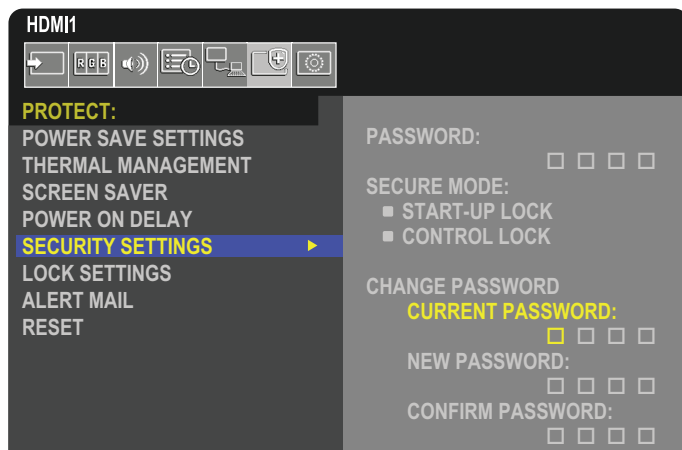 HDMI1
RGB
PROTECT:
POWER SAVE SETTINGS
THERMAL MANAGEMENT
SCREEN SAVER
POWER ON DELAY
SECURITY SETTINGS
LOCK SETTINGS
ALERT MAIL
RESET
PASSWORD:
SECURE MODE:
START-UP LOCK
CONTROL LOCK
CHANGE PASSWORD
CURRENT PASSWORD:
NEW PASSWORD:
CONFIRM PASSWORD: